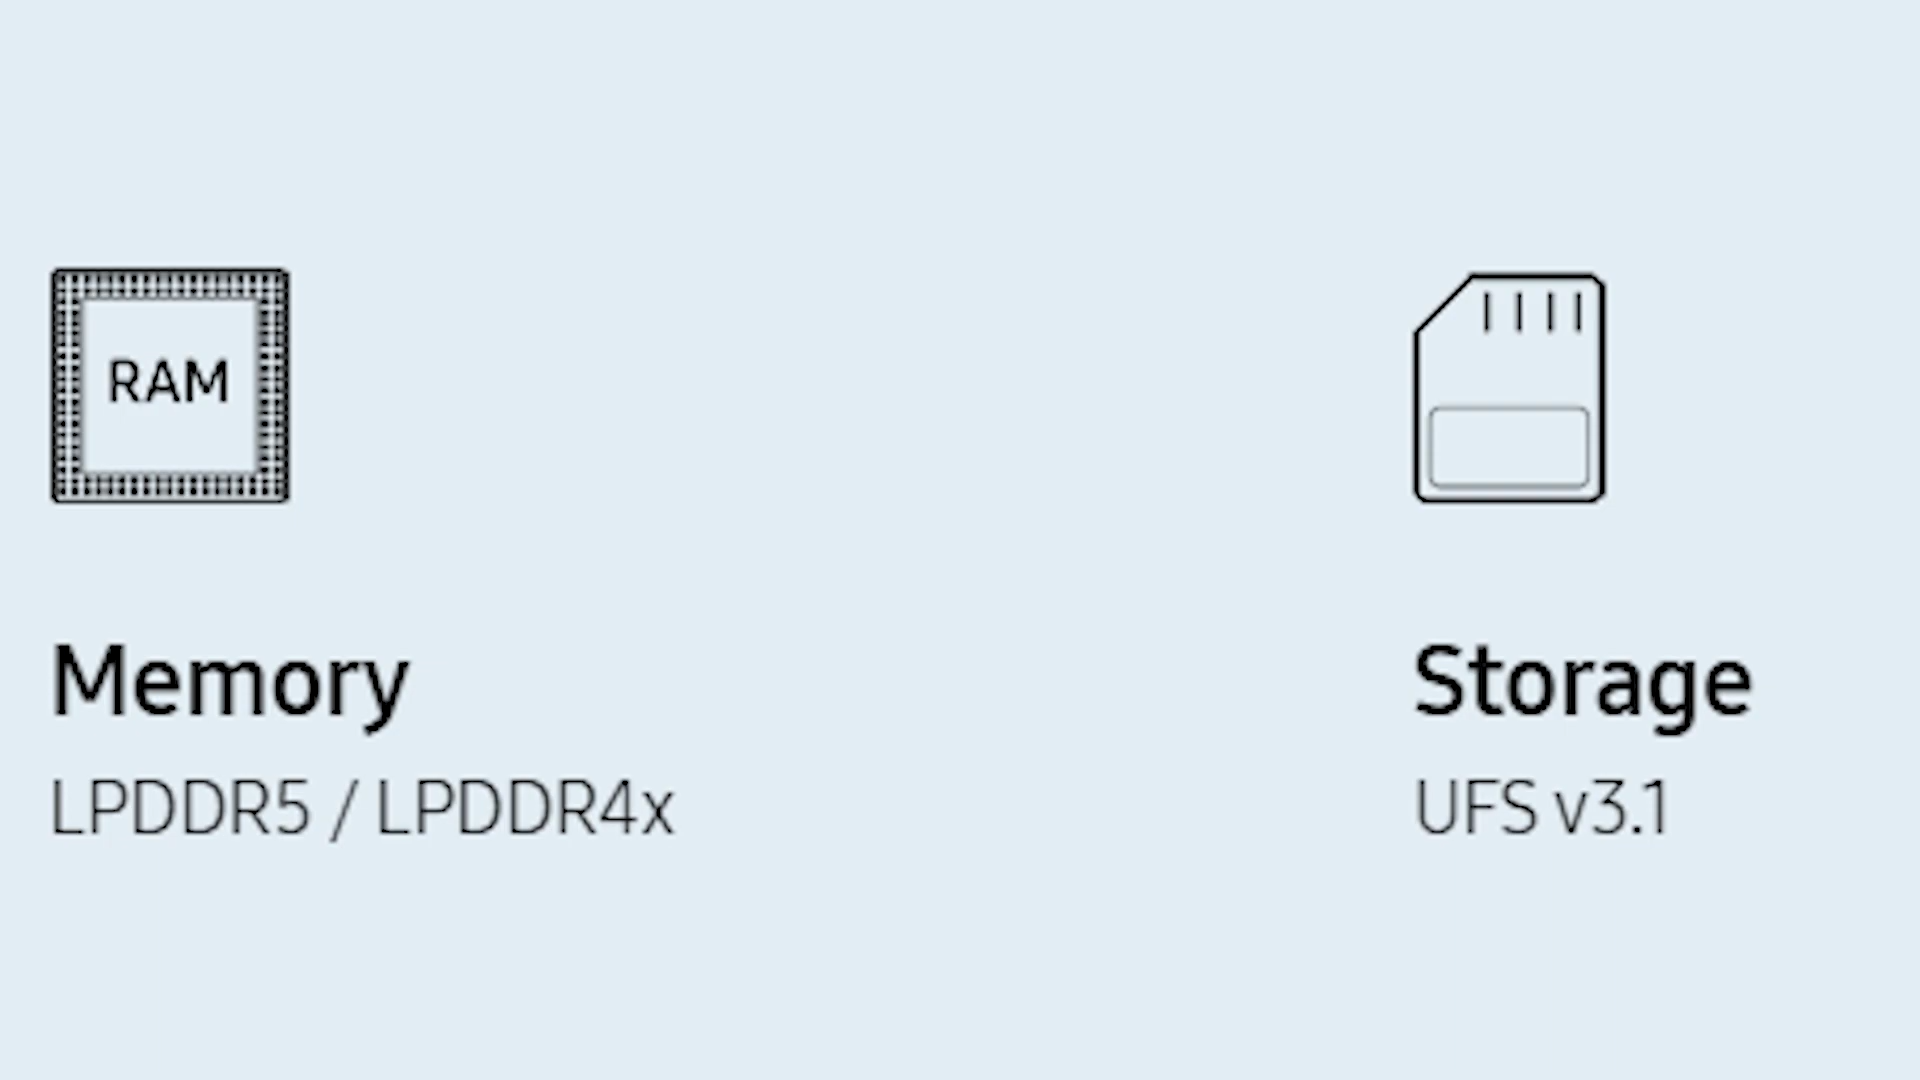 RAM
Memory
LPDDR5 / LPDDR4x
Storage
UFS v3.1